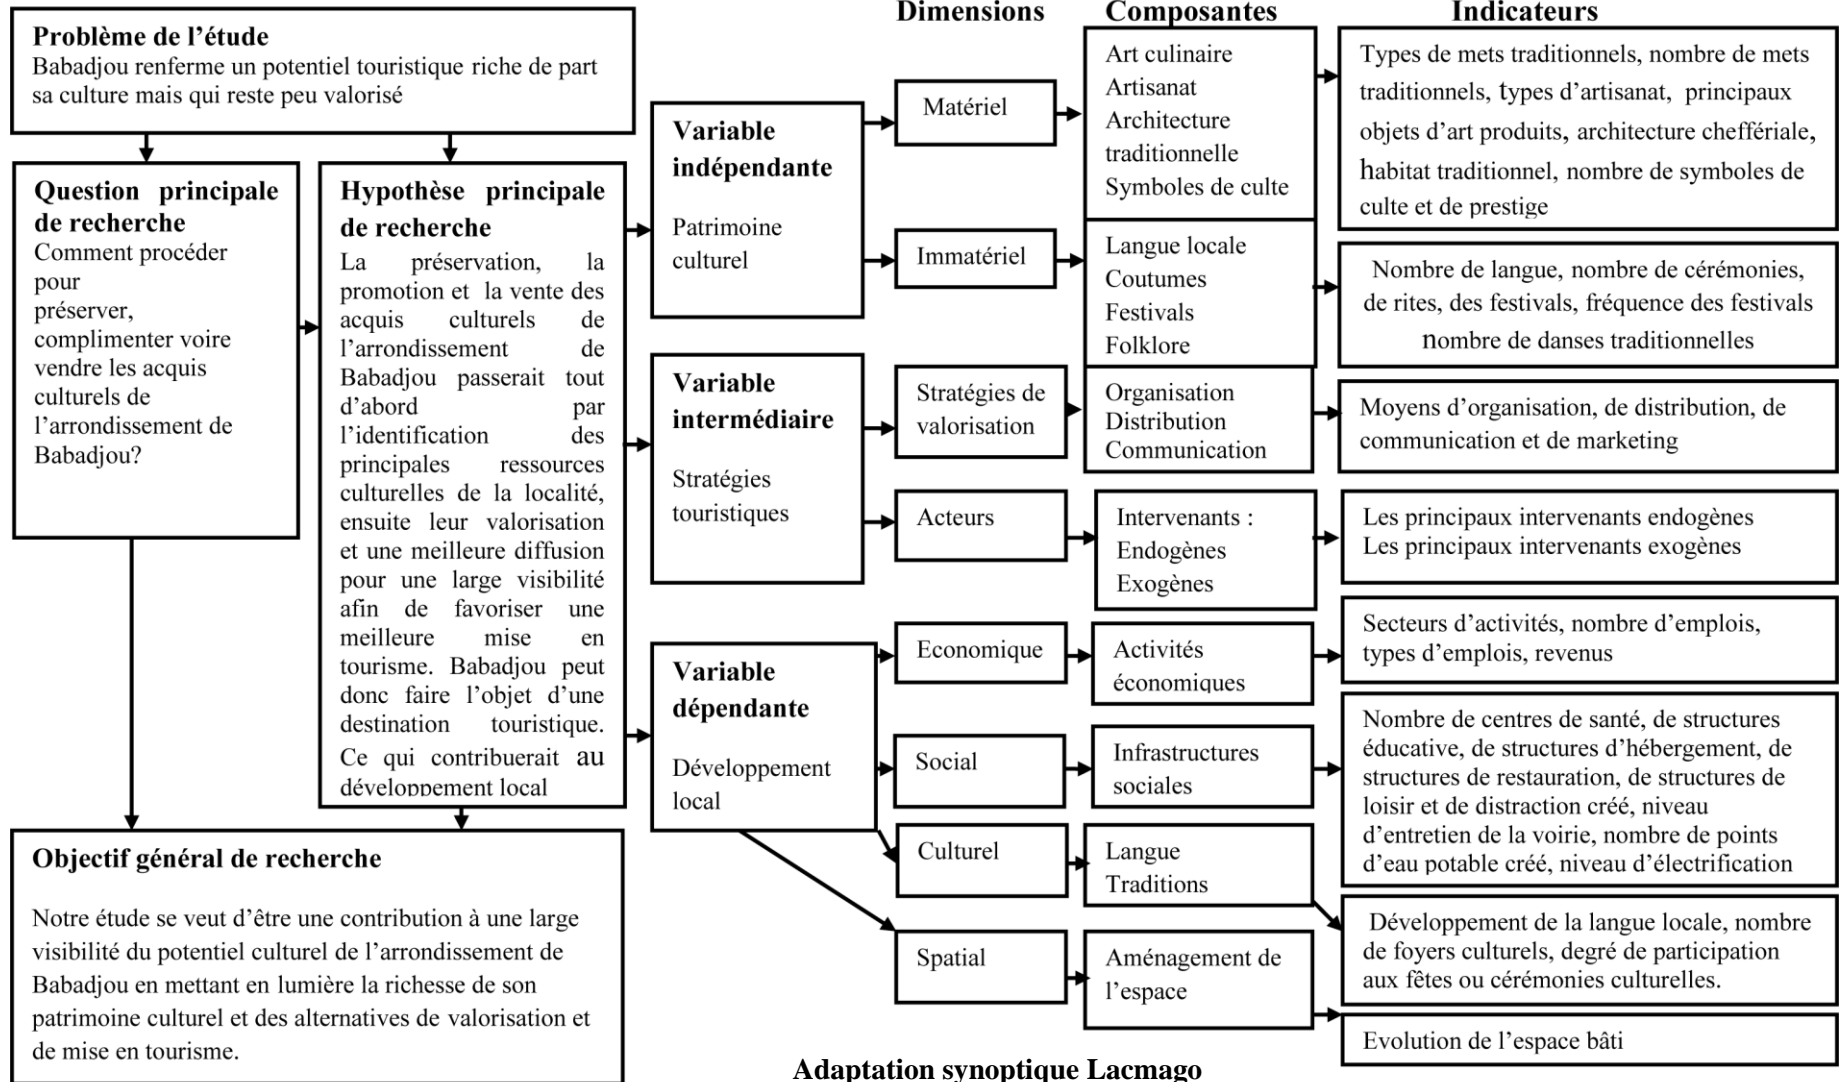 Dimensions
Composantes
Indicateurs
Problème de l’étude
Babadjou renferme un potentiel touristique riche de part
sa culture mais qui reste peu valorisé
Question principale
de recherche
Comment procéder
pour
préserver,
complimenter voire
vendre les acquis
culturels de
l’arrondissement de
Babadjou?
Hypothèse principale
de recherche
La préservation, la
promotion et la vente des
acquis culturels de
l’arrondissement de
Babadjou passerait tout
d’abord par
l’identification des
principales ressources
culturelles de la localité,
ensuite leur valorisation
et une meilleure diffusion
pour une large visibilité
afin de favoriser une
meilleure mise en
tourisme. Babadjou peut
donc faire l’objet d’une
destination touristique.
Ce qui contribuerait au
développement local
Objectif général de recherche
Notre étude se veut d’être une contribution à une large
visibilité du potentiel culturel de l’arrondissement de
Babadjou en mettant en lumière la richesse de son
patrimoine culturel et des alternatives de valorisation et
de mise en tourisme.
Variable
indépendante
Patrimoine
culturel
Matériel
Art culinaire
Artisanat
Architecture
traditionnelle
Symboles de culte
Types de mets traditionnels, nombre de mets
traditionnels, types d’artisanat, principaux
objets d’art produits, architecture cheffériale,
habitat traditionnel, nombre de symboles de
culte et de prestige
Immatériel
Langue locale
Coutumes
Festivals
Folklore
Nombre de langue, nombre de cérémonies,
de rites, des festivals, fréquence des festivals
nombre de danses traditionnelles
Variable
intermédiaire
Stratégies
touristiques
Stratégies de
valorisation
Organisation
Distribution
Communication
Moyens d’organisation, de distribution, de
communication et de marketing
Acteurs
Intervenants :
Endogènes
Exogènes
Les principaux intervenants endogènes
Les principaux intervenants exogènes
Variable
dépendante
Développement
local
Economique
Activités
économiques
Secteurs d’activités, nombre d’emplois,
types d’emplois, revenus
Social
Infrastructures
sociales
Nombre de centres de santé, de structures
éducative, de structures d’hébergement, de
structures de restauration, de structures de
loisir et de distraction créé, niveau
d’entretien de la voirie, nombre de points
d’eau potable créé, niveau d’électrification
Culturel
Langue
Traditions
Développement de la langue locale, nombre
de foyers culturels, degré de participation
aux fêtes ou cérémonies culturelles.
Spatial
Aménagement de
l’espace
Evolution de l’espace bâti
Adaptation synoptique Lacmago